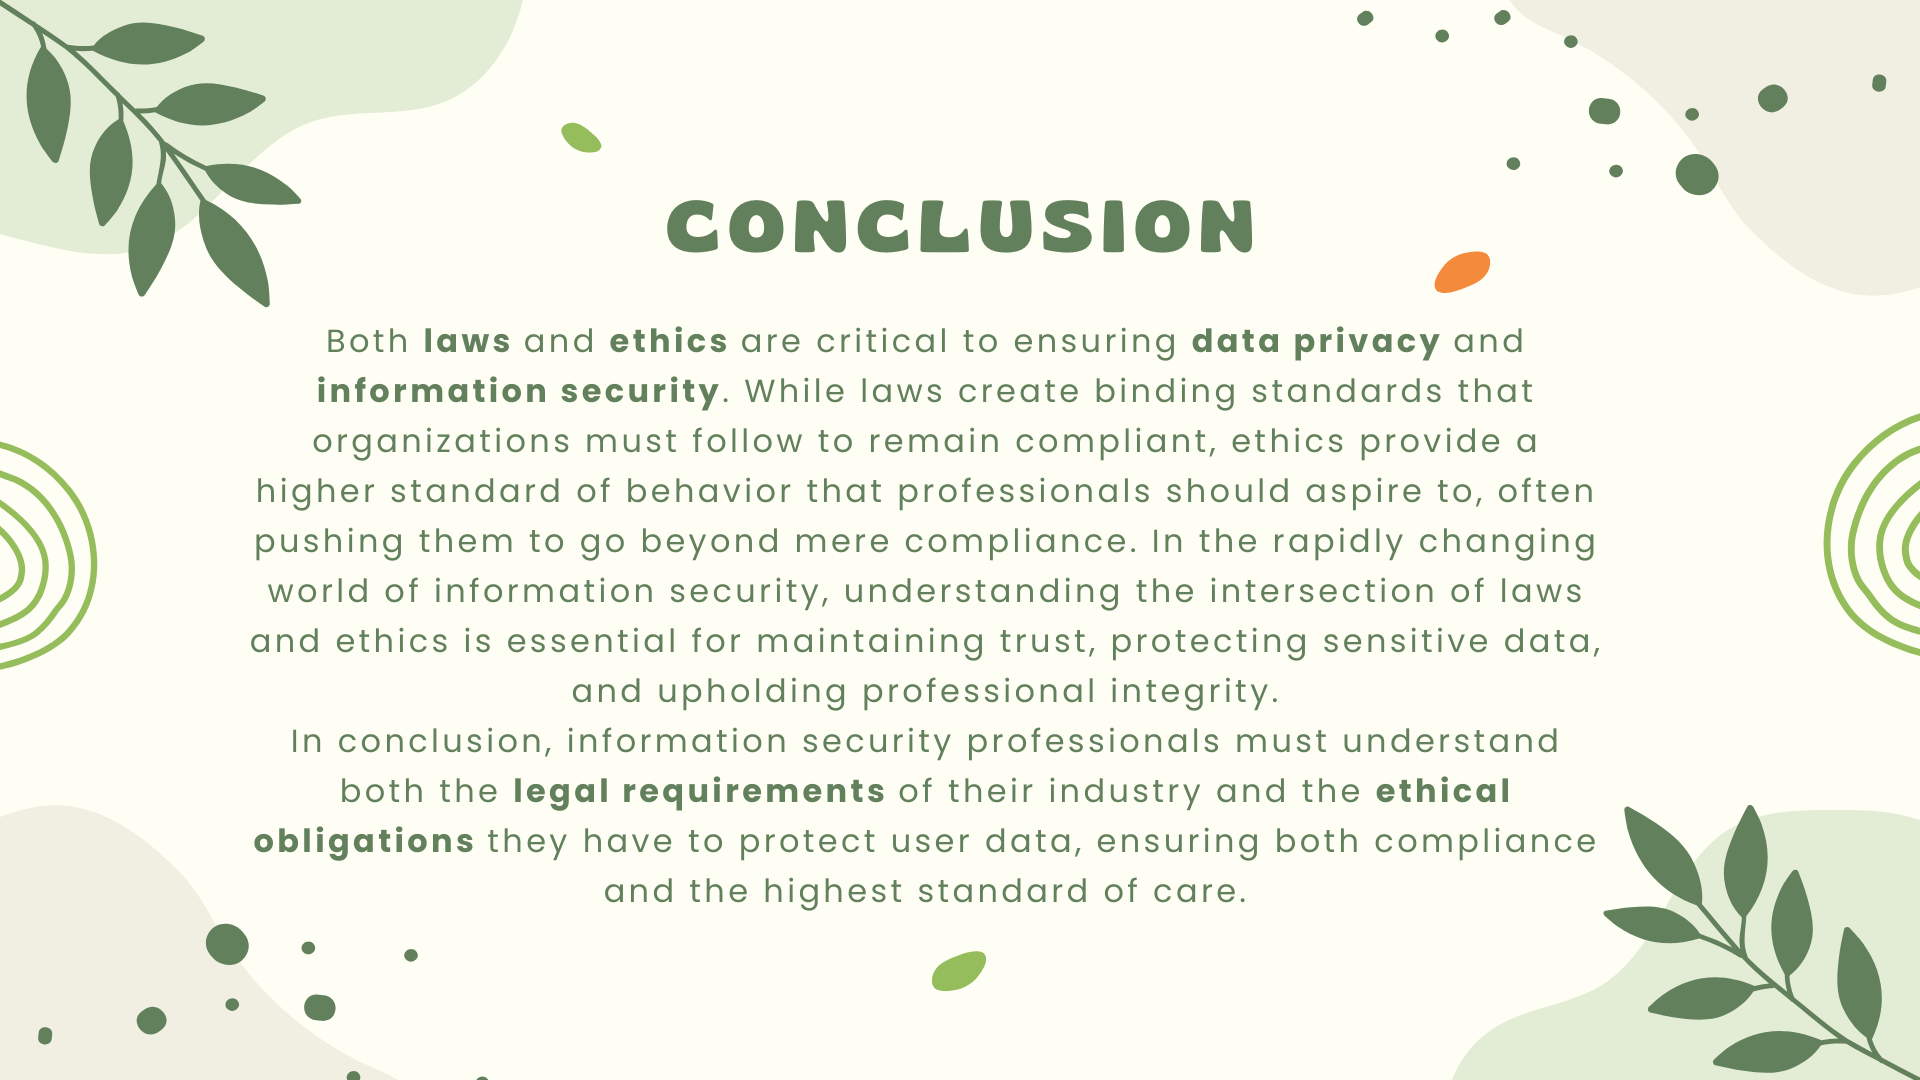 CONCLUSION
Both laws and ethics are critical to ensuring data privacy and
information security. While laws create binding standards that
organizations must follow to remain compliant, ethics provide a
higher standard of behavior that professionals should aspire to, often
pushing them to go beyond mere compliance. In the rapidly changing
world of information security, understanding the intersection of laws
and ethics is essential for maintaining trust, protecting sensitive data,
and upholding professional integrity.
In conclusion, information security professionals must understand
both the legal requirements of their industry and the ethical
obligations they have to protect user data, ensuring both compliance
and the highest standard of care.